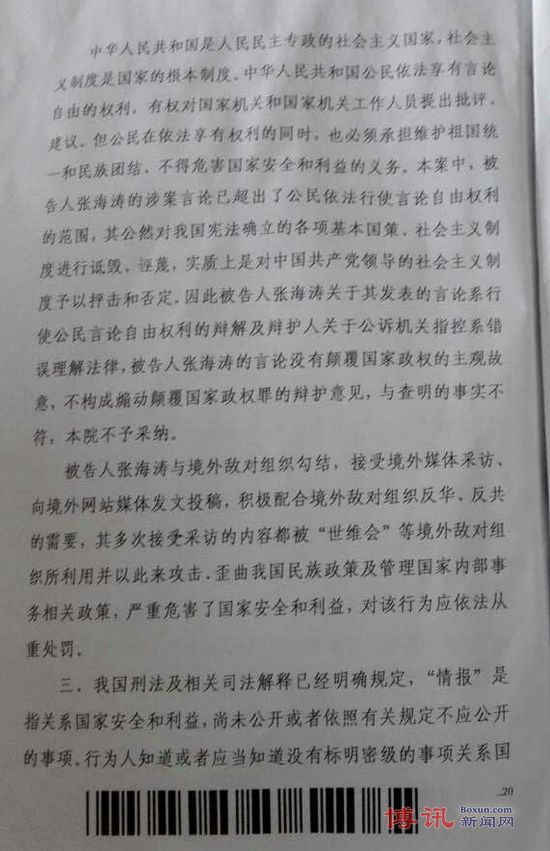 中华人民共和国是人民民主专政的社会主义国家，社会主
义制度是国家的根本制度。中华人民共和国公民依法享有言论
自由的权利，有权对国家机关和国家机关工作人员提出批评、
建议。但公民在依法享有权利的同时，也必须承担维护祖国统
一和民族团结、不得危害国家安全和利益的义务。本案中，被
告人张海涛的涉案言论已超出了公民依法行使言论自由权利
的范围，其公然对我国宪法确立的各项基本国策、社会主义制
度进行诋毁、诬蔑，实质上是对中国共产党领导的社会主义制
度予以抨击和否定。因此被告人张海涛关于其发表的言论系行
使公民言论自由权利的辩解及辩护人关于公诉机关指控系错
误理解法律，被告人张海涛的言论没有颠覆国家政权的主观故
意，不构成煽动颠覆国家政权罪的辩护意见，与查明的事实不
符，本院不予采纳。
被告人张海涛与境外敌对组织勾结，接受境外媒体采访、
向境外网站媒体发文投稿，积极配合境外敌对组织反华、反共
的需要，其多次接受采访的内容都被“世维会”等境外敌对组
织所利用并以此来攻击、歪曲我国民族政策及管理国家内部事
务相关政策，严重危害了国家安全和利益，对该行为应依法从
重处罚。
三、我国刑法及相关司法解释已经明确规定，“情报”是
指关系国家安全和利益，尚未公开或者依照有关规定不应公开
的事项。行为人知道或者应当知道没有标明密级的事项关系国
..20
博讯 Boxun.com
新闻网